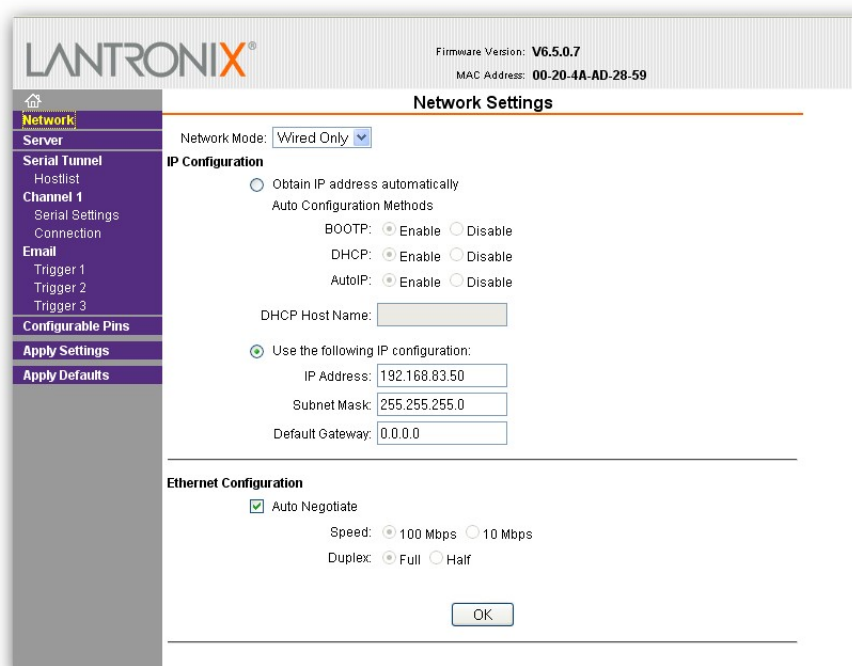 LANTRONIX®
Firmware Version: V6.5.0.7
MAC Address: 00-20-4A-AD-28-59
Network
Server
Serial Tunnel
Hostlist
Channel 1
Serial Settings
Connection
Email
Trigger 1
Trigger 2
Trigger 3
Configurable Pins
Apply Settings
Apply Defaults
Network Settings
Network Mode: Wired Only
IP Configuration
Obtain IP address automatically
Auto Configuration Methods
BOOTP: Enable Disable
DHCP: Enable Disable
AutoIP: Enable Disable
DHCP Host Name:
Use the following IP configuration:
IP Address: 192.168.83.50
Subnet Mask: 255.255.255.0
Default Gateway: 0.0.0.0
Ethernet Configuration
Auto Negotiate
Speed: 100 Mbps 10 Mbps
Duplex: Full Half
OK